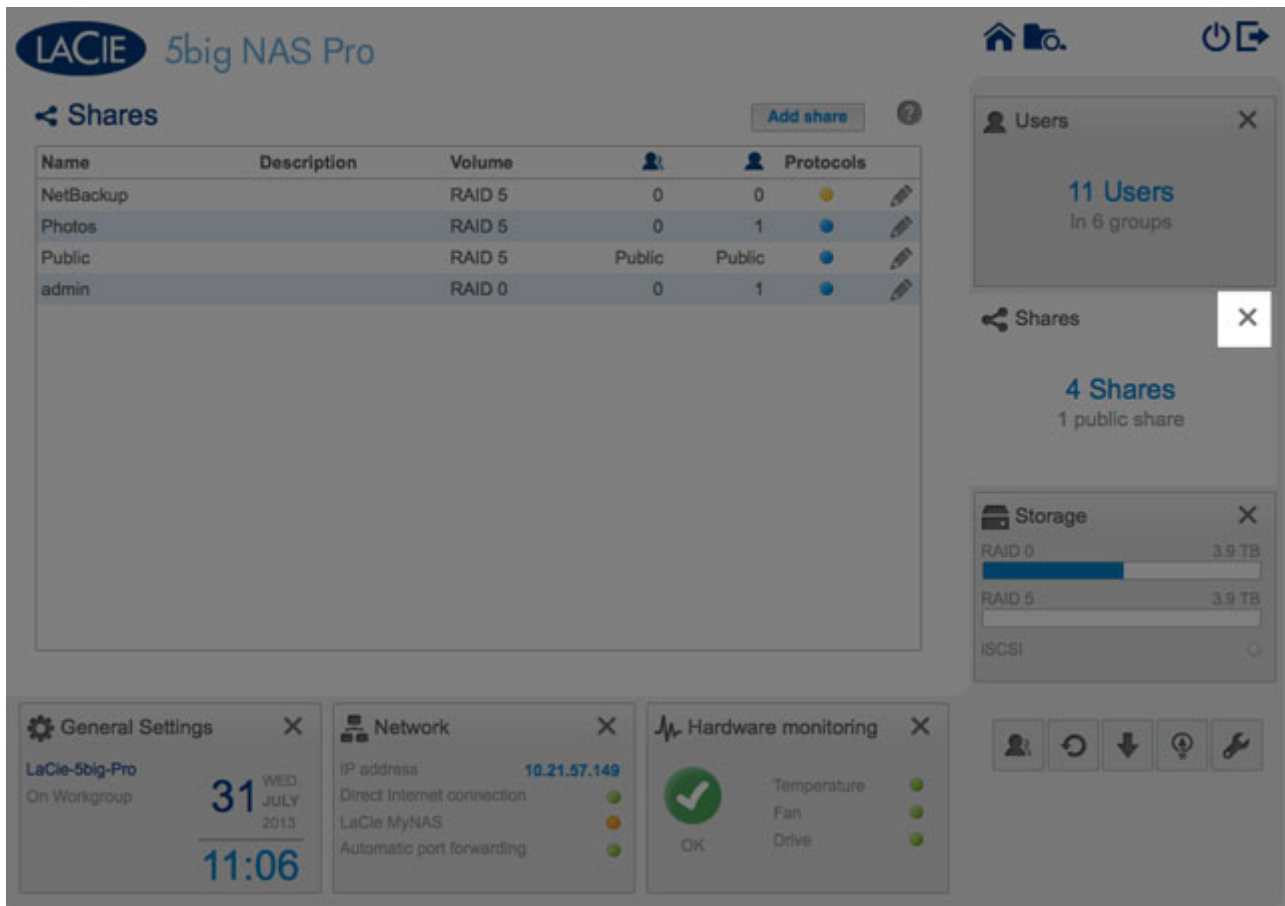 LACIE 5big NAS Pro
Shares
Add share
Name Description Volume Protocols
NetBackup RAID 5 0 0
Photos RAID 5 0 1
Public RAID 5 Public Public
admin RAID 0 0 1
Users
11 Users
In 6 groups
Shares
4 Shares
1 public share
Storage
RAID 0 3.9 TB
RAID 5 3.9 TB
iSCSI
General Settings
LaCie-5big-Pro
On Workgroup
31 WED. JULY 2013
11:06
Network
IP address 10.21.57.149
Direct Internet connection
LaCie MyNAS
Automatic port forwarding
Hardware monitoring
OK
Temperature
Fan
Drive